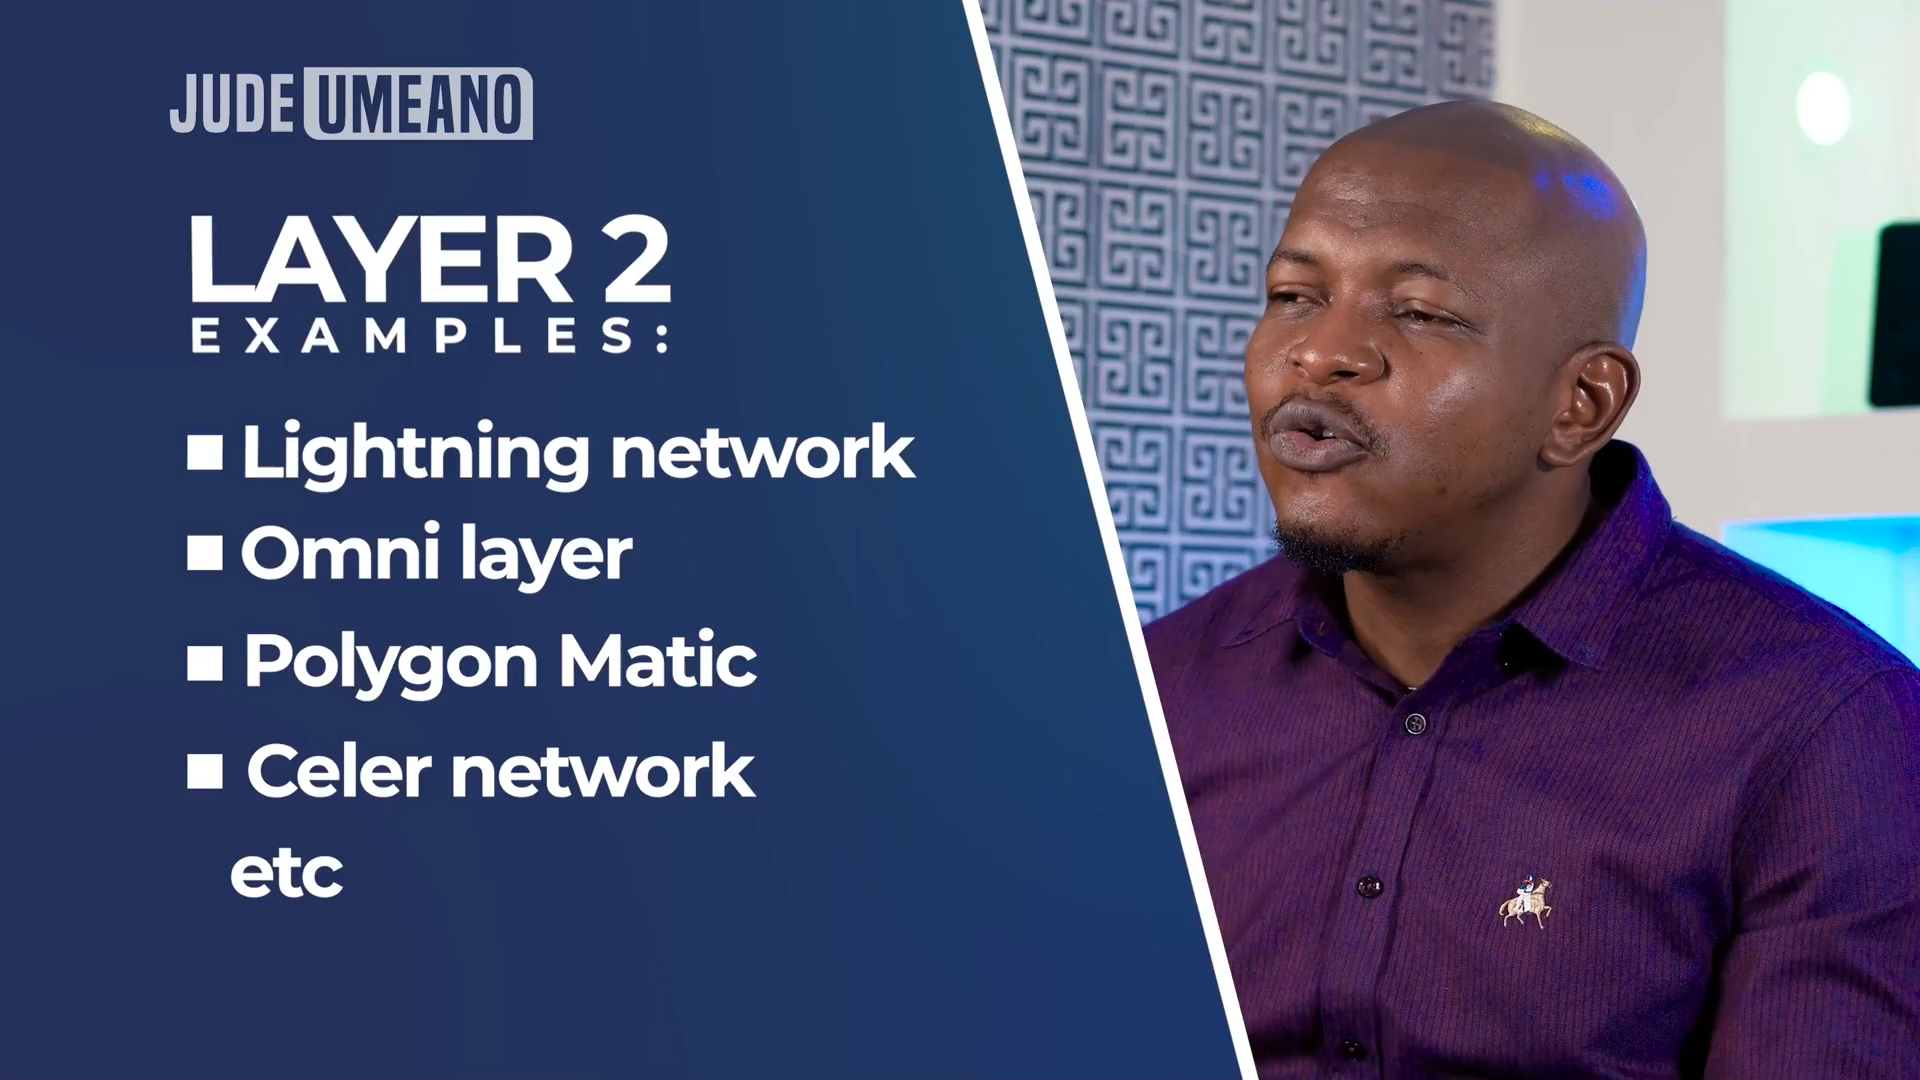 JUDE UMEANO
LAYER 2
EXAMPLES:
Lightning network
Omni layer
Polygon Matic
Celer network
etc